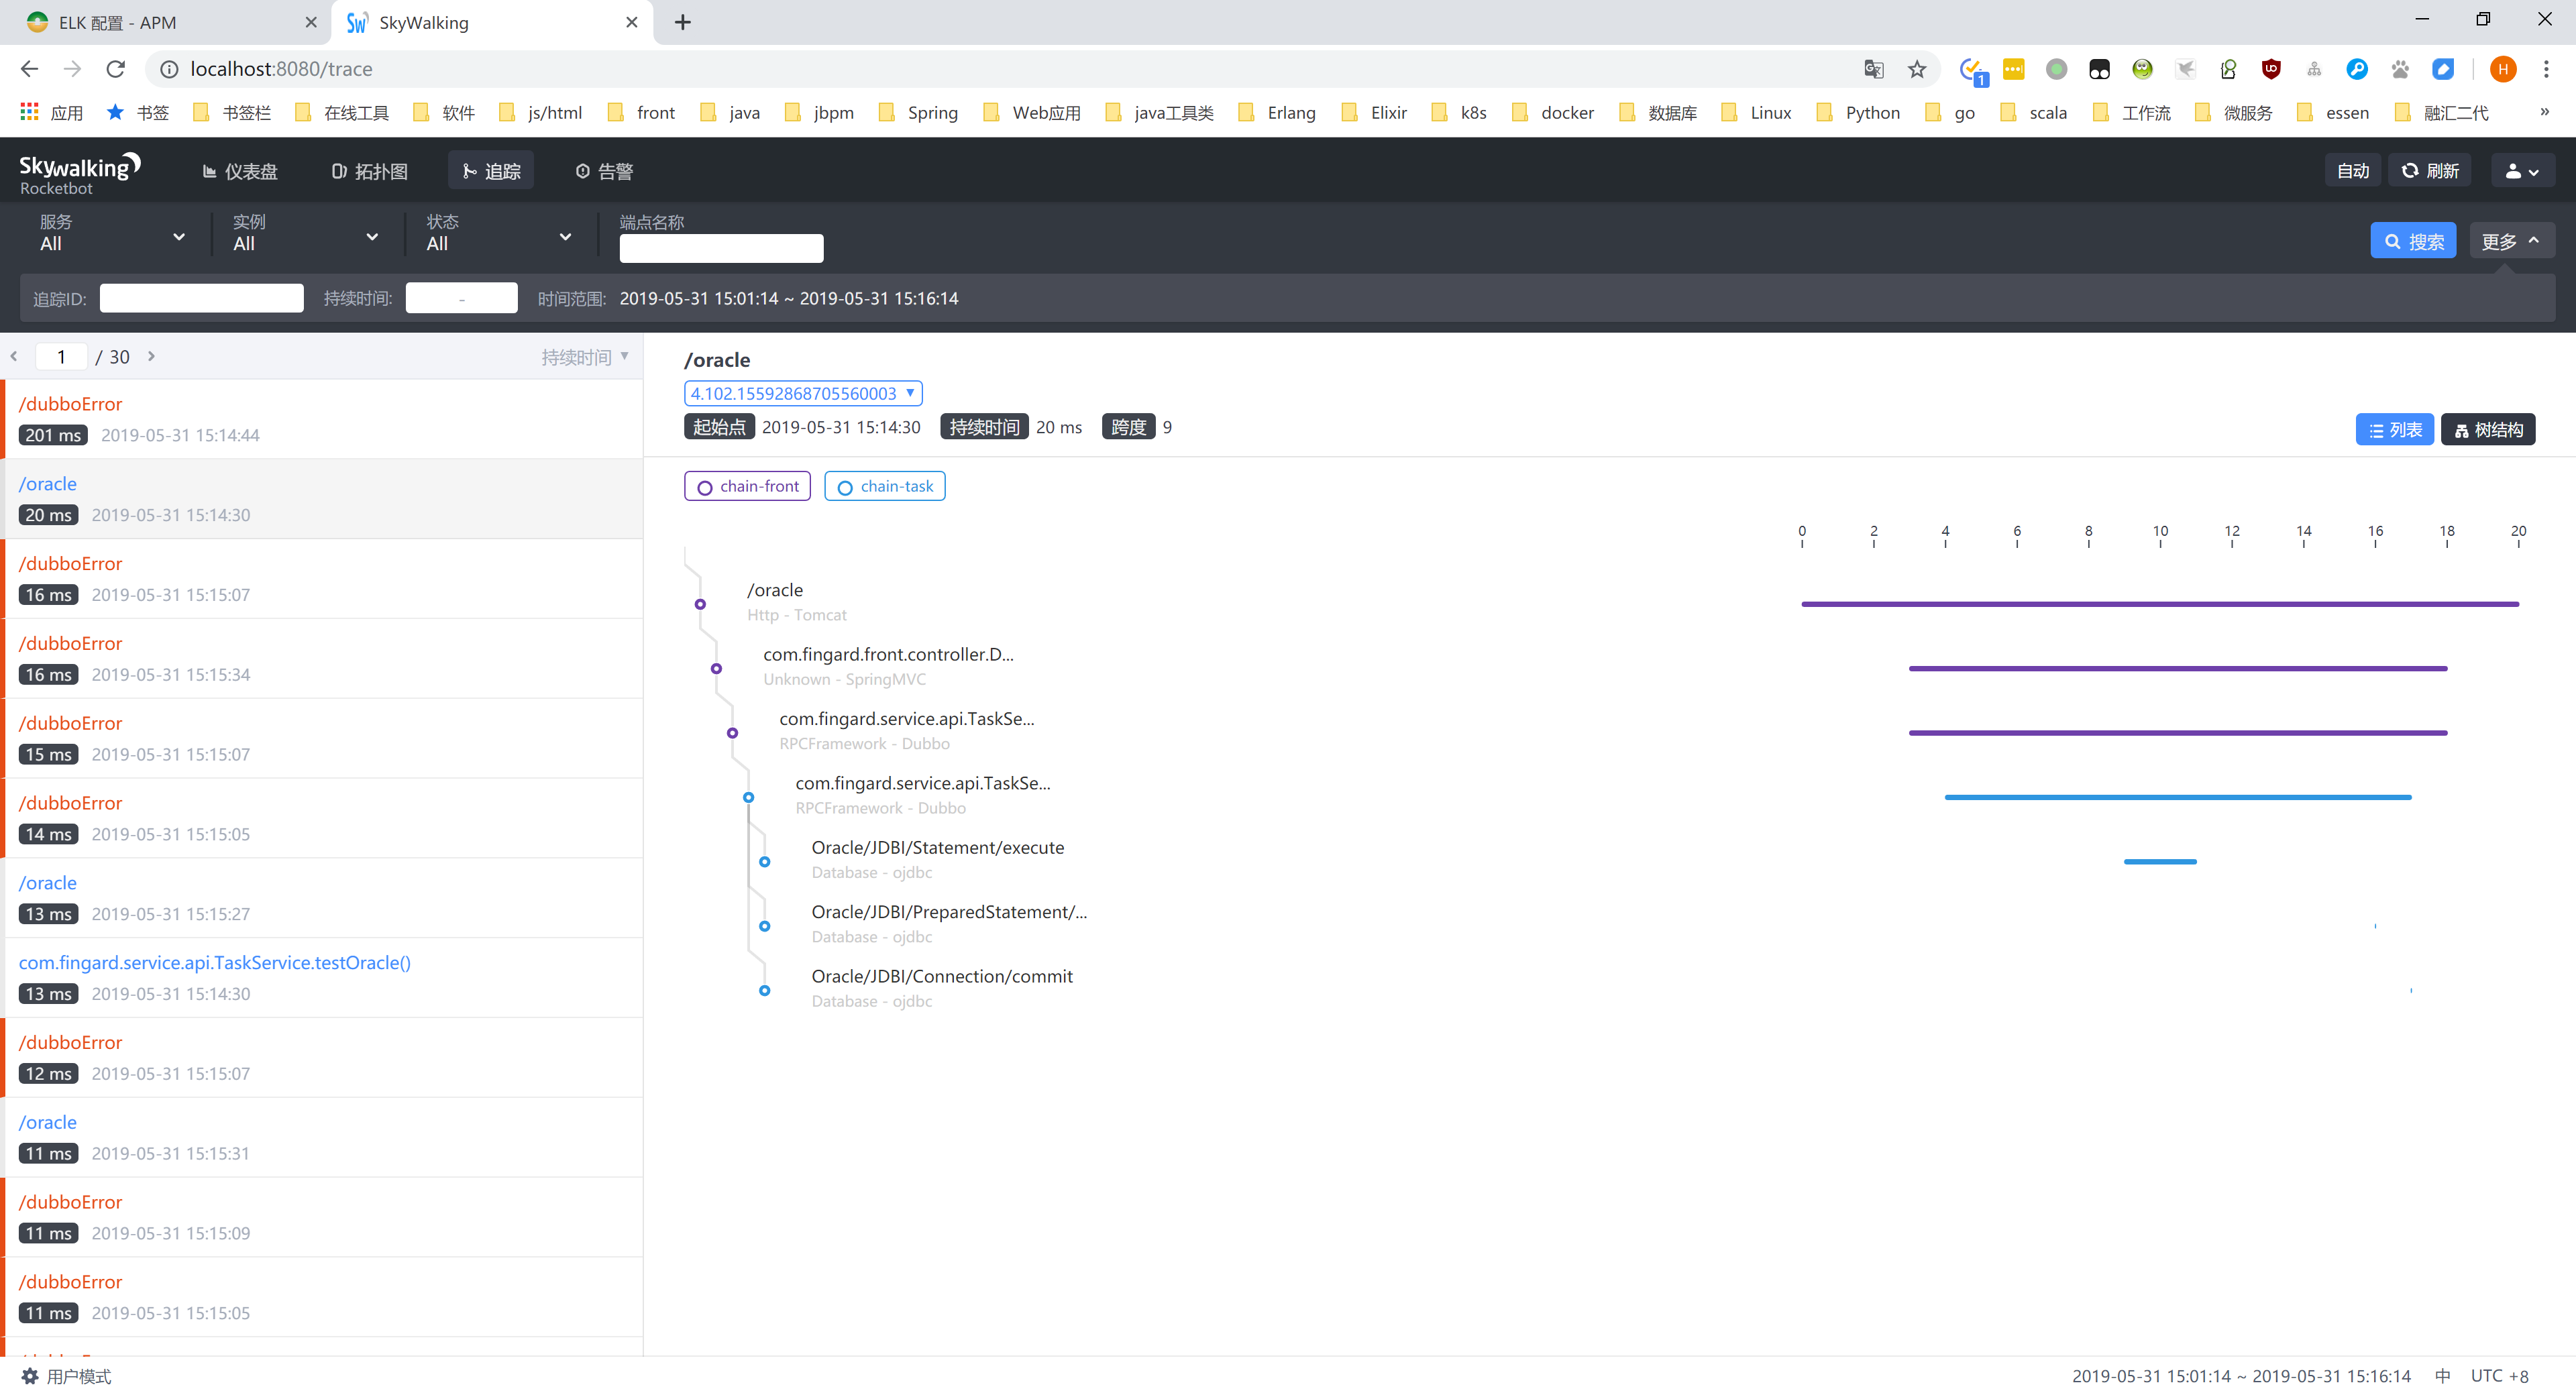 ELK 配置 - APM
SkyWalking
localhost:8080/trace
1
H
应用 书签 书签栏 在线工具 软件 js/html front java jbpm Spring Web应用 java工具类 Erlang Elixir k8s docker 数据库 Linux Python go scala 工作流 微服务 essen 融汇二代 »
Skywalking
Rocketbot
仪表盘 拓扑图 追踪 告警 自动 刷新
服务 实例 状态 端点名称
All All All
搜索 更多
追踪ID: 持续时间: - 时间范围: 2019-05-31 15:01:14 ~ 2019-05-31 15:16:14
1 / 30 持续时间
/dubboError
201 ms 2019-05-31 15:14:44
/oracle
20 ms 2019-05-31 15:14:30
/dubboError
16 ms 2019-05-31 15:15:07
/dubboError
16 ms 2019-05-31 15:15:34
/dubboError
15 ms 2019-05-31 15:15:07
/dubboError
14 ms 2019-05-31 15:15:05
/oracle
13 ms 2019-05-31 15:15:27
com.fingard.service.api.TaskService.testOracle()
13 ms 2019-05-31 15:14:30
/dubboError
12 ms 2019-05-31 15:15:07
/oracle
11 ms 2019-05-31 15:15:31
/dubboError
11 ms 2019-05-31 15:15:09
/dubboError
11 ms 2019-05-31 15:15:05
/oracle
4.102.15592868705560003
起始点 2019-05-31 15:14:30 持续时间 20 ms 跨度 9
列表 树结构
chain-front chain-task
0 2 4 6 8 10 12 14 16 18 20
/oracle
Http - Tomcat
com.fingard.front.controller.D...
Unknown - SpringMVC
com.fingard.service.api.TaskSe...
RPCFramework - Dubbo
com.fingard.service.api.TaskSe...
RPCFramework - Dubbo
Oracle/JDBI/Statement/execute
Database - ojdbc
Oracle/JDBI/PreparedStatement/...
Database - ojdbc
Oracle/JDBI/Connection/commit
Database - ojdbc
用户模式
2019-05-31 15:01:14 ~ 2019-05-31 15:16:14 中 UTC +8